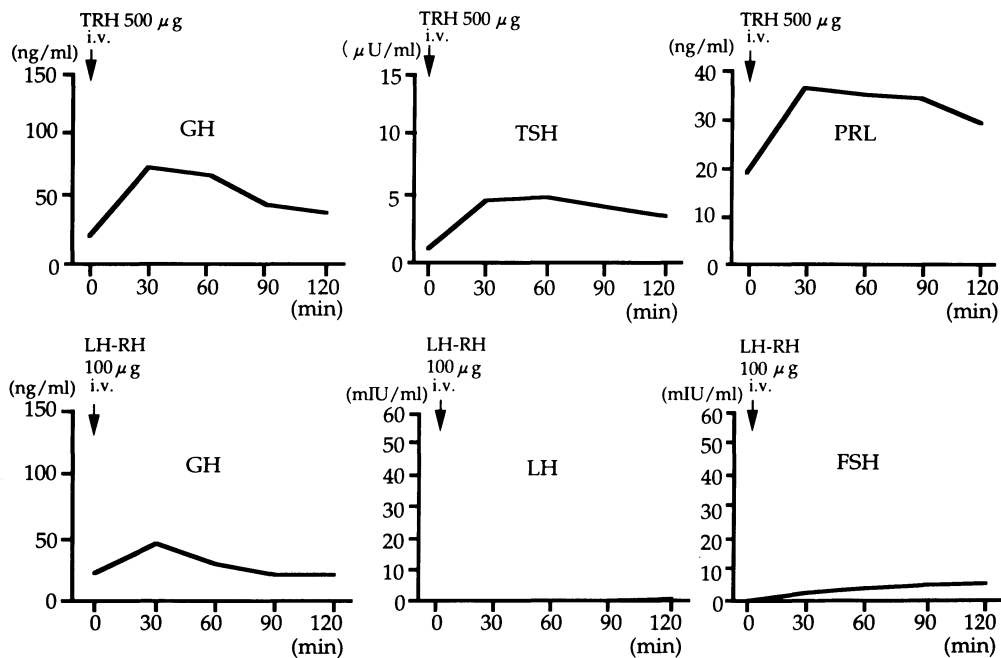 TRH 500 μg
i.v.
(ng/ml)
150
100
50
0
GH
0 30 60 90 120
(min)
TRH 500 μg
i.v.
(μU/ml)
15
10
5
0
TSH
0 30 60 90 120
(min)
TRH 500 μg
i.v.
(ng/ml)
40
30
20
10
0
PRL
0 30 60 90 120
(min)
LH-RH
100 μg
i.v.
(ng/ml)
150
100
50
0
GH
0 30 60 90 120
(min)
LH-RH
100 μg
i.v.
(mIU/ml)
60
50
40
30
20
10
0
LH
0 30 60 90 120
(min)
LH-RH
100 μg
i.v.
(mIU/ml)
60
50
40
30
20
10
0
FSH
0 30 60 90 120
(min)